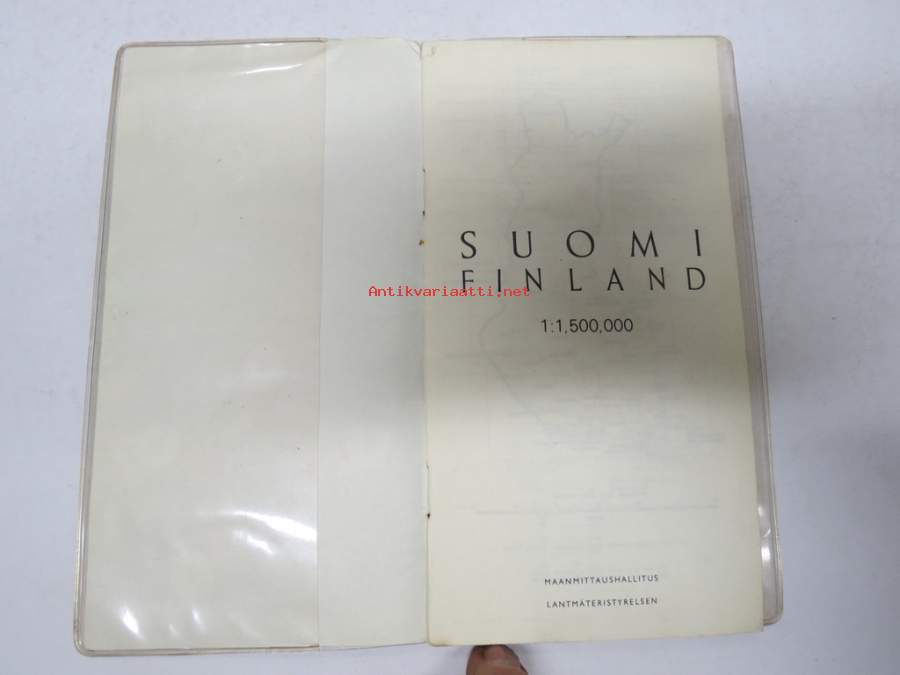 SUOMI
FINLAND
Antikvariaatti.net
1:1,500,000
MAANMITTAUSHALLITUS
LANTMÄTERISTYRELSEN